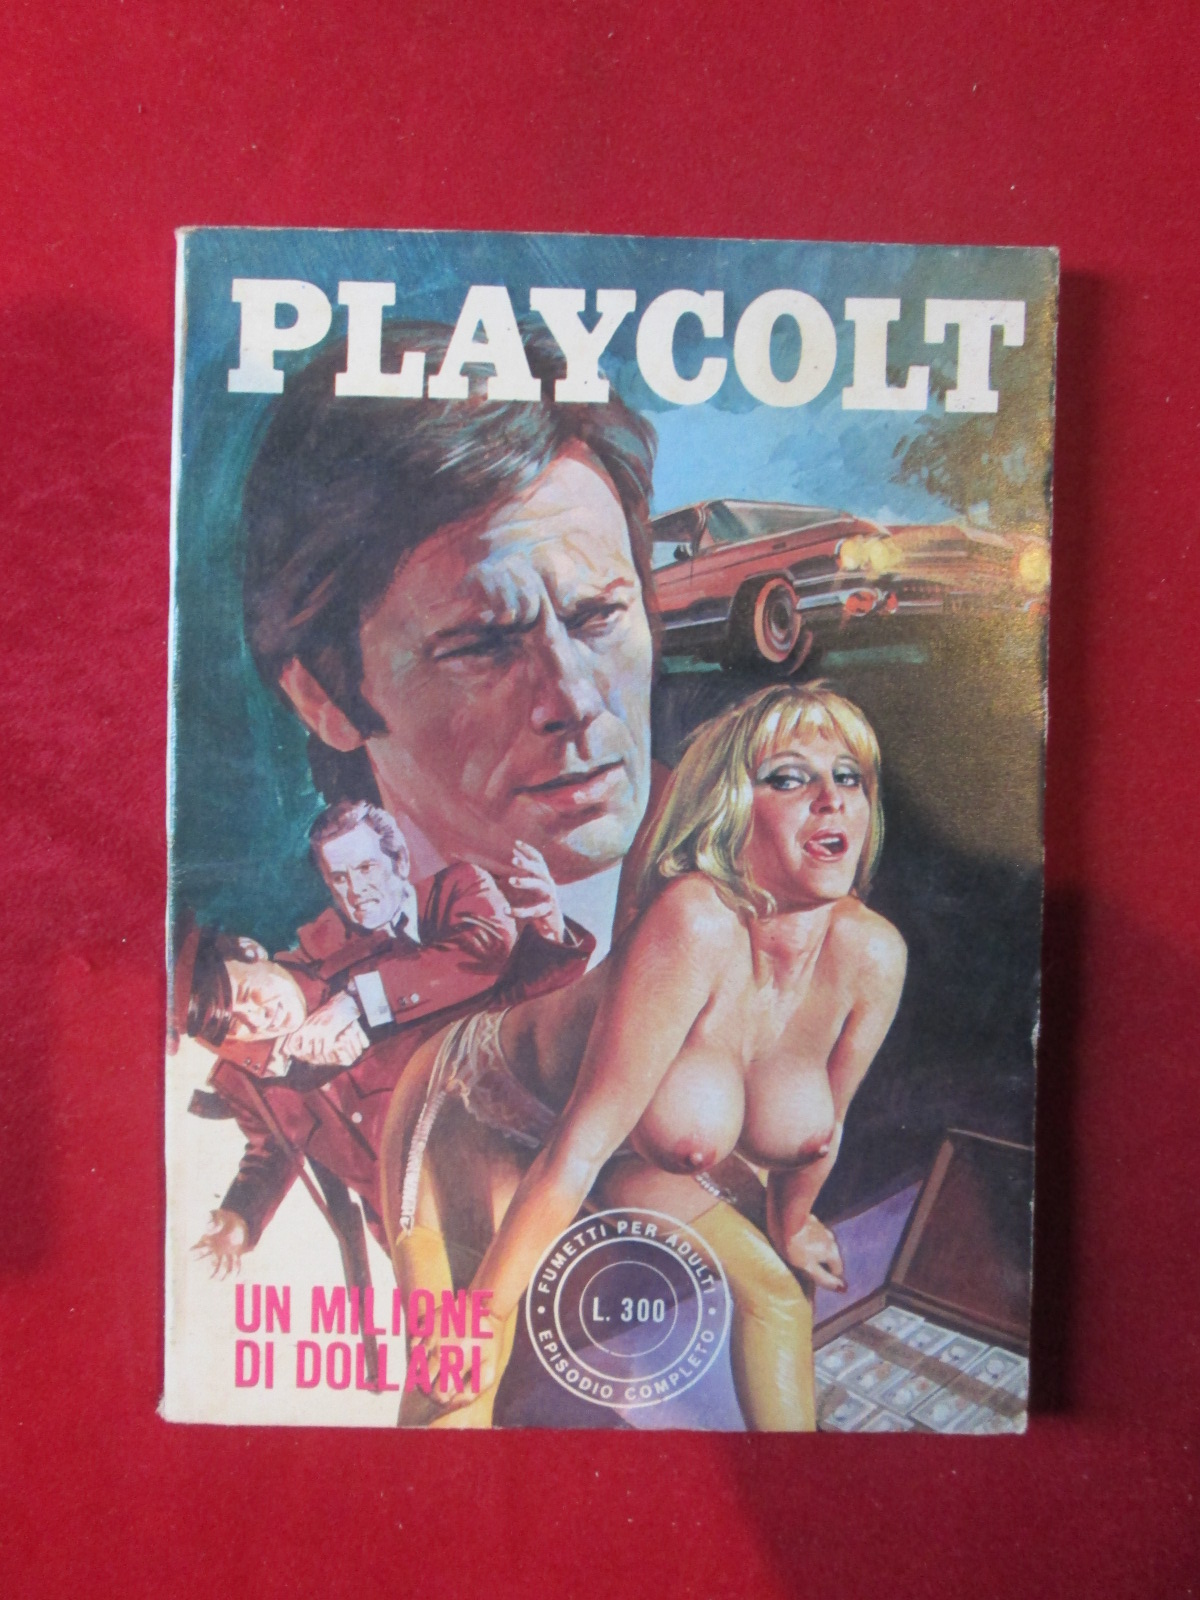 PLAYCOLT
UN MILIONE
DI DOLLARI
FUMETTI PER ADULTI
L. 300
EPISODIO COMPLETO